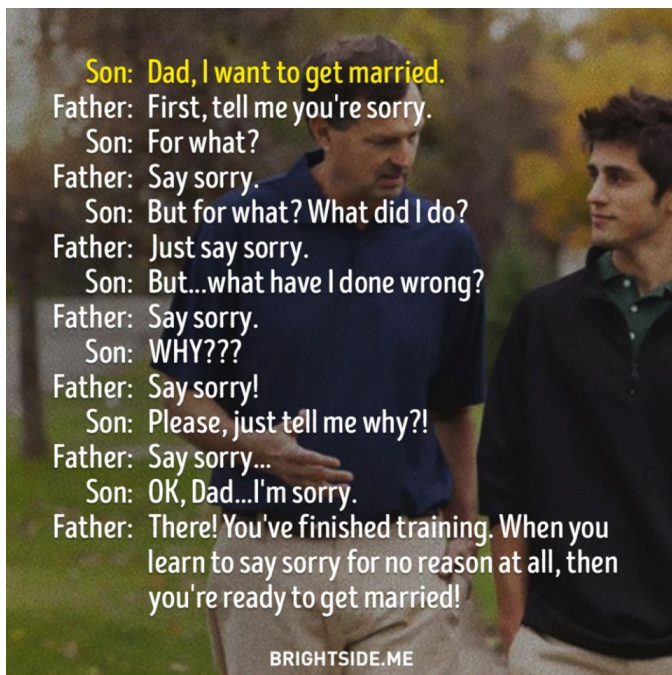 Son: Dad, I want to get married.
Father: First, tell me you're sorry.
Son: For what?
Father: Say sorry.
Son: But for what? What did I do?
Father: Just say sorry.
Son: But...what have I done wrong?
Father: Say sorry.
Son: WHY???
Father: Say sorry!
Son: Please, just tell me why?!
Father: Say sorry...
Son: OK, Dad...I'm sorry.
Father: There! You've finished training. When you
learn to say sorry for no reason at all, then
you're ready to get married!
BRIGHTSIDE.ME